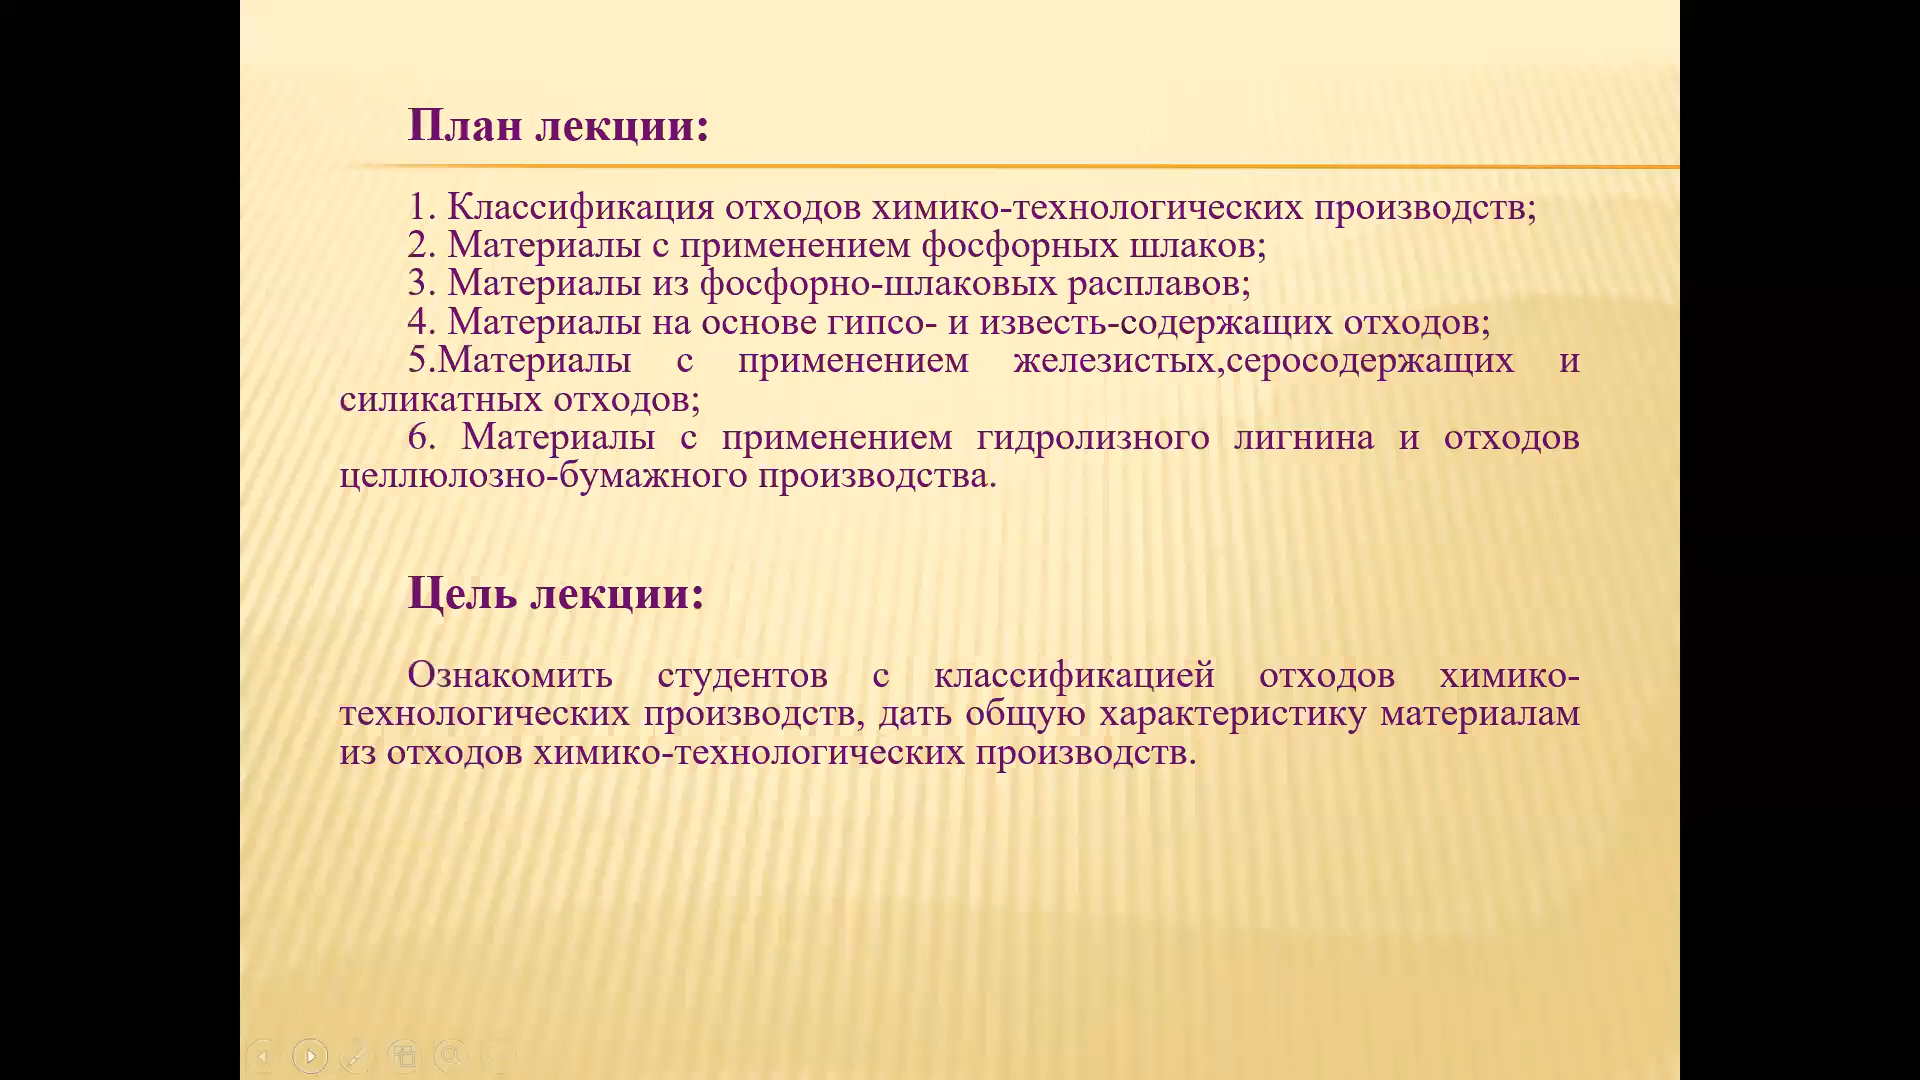 План лекции:
1. Классификация отходов химико-технологических производств;
2. Материалы с применением фосфорных шлаков;
3. Материалы из фосфорно-шлаковых расплавов;
4. Материалы на основе гипсо- и известь-содержащих отходов;
5.Материалы с применением железистых,серосодержащих и
силикатных отходов;
6. Материалы с применением гидролизного лигнина и отходов
целлюлозно-бумажного производства.
Цель лекции:
Ознакомить студентов с классификацией отходов химико-
технологических производств, дать общую характеристику материалам
из отходов химико-технологических производств.